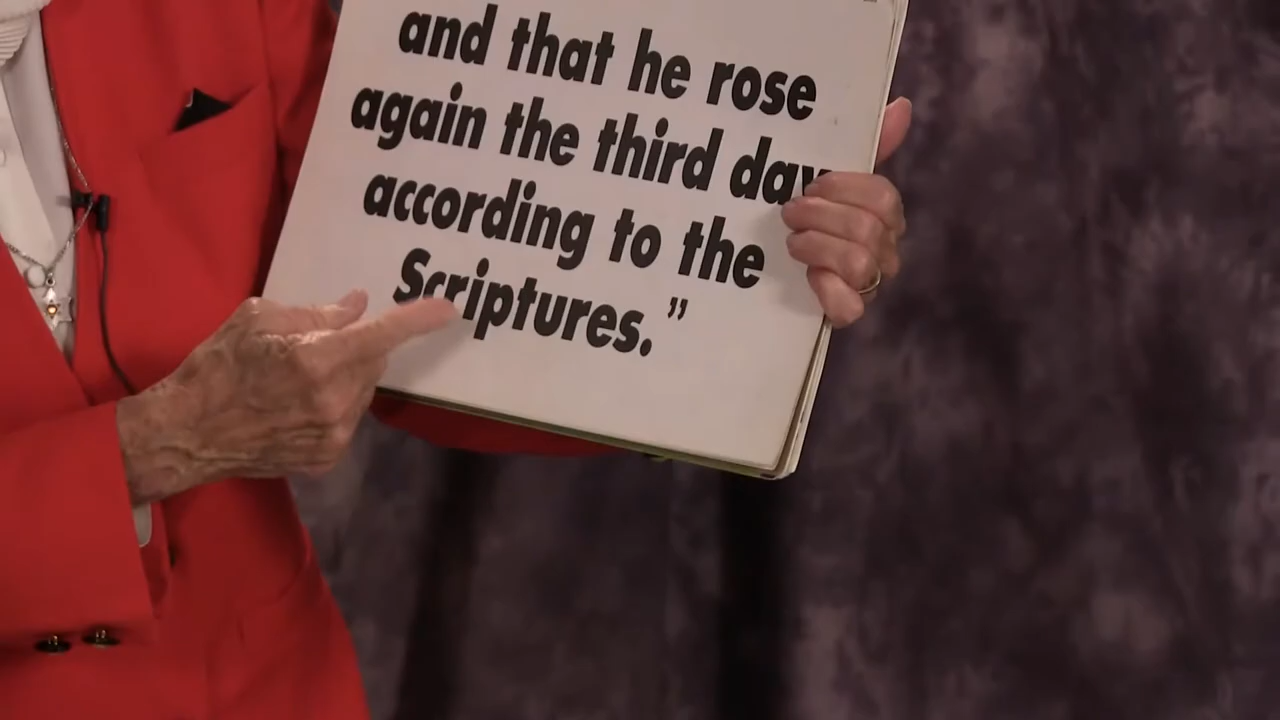 and that he rose
again the third day
according to the
Scriptures.”